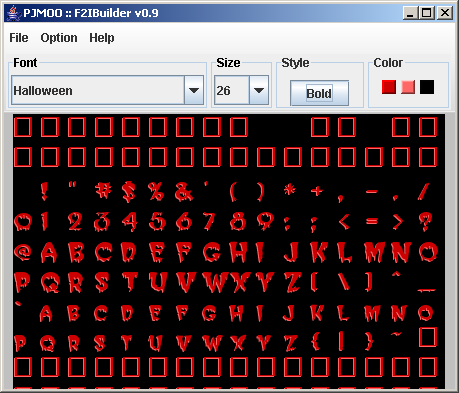 PJMOO :: F2IBuilder v0.9
File Option Help
Font Size Style Color
Halloween 26 Bold
! " # $ % & ' ( ) * + , - . /
0 1 2 3 4 5 6 7 8 9 : ; < = > ?
@ A B C D E F G H I J K L M N O
P Q R S T U V W X Y Z [ \ ] ^ _
` A B C D E F G H I J K L M N O
P Q R S T U V W X Y Z { | } ~